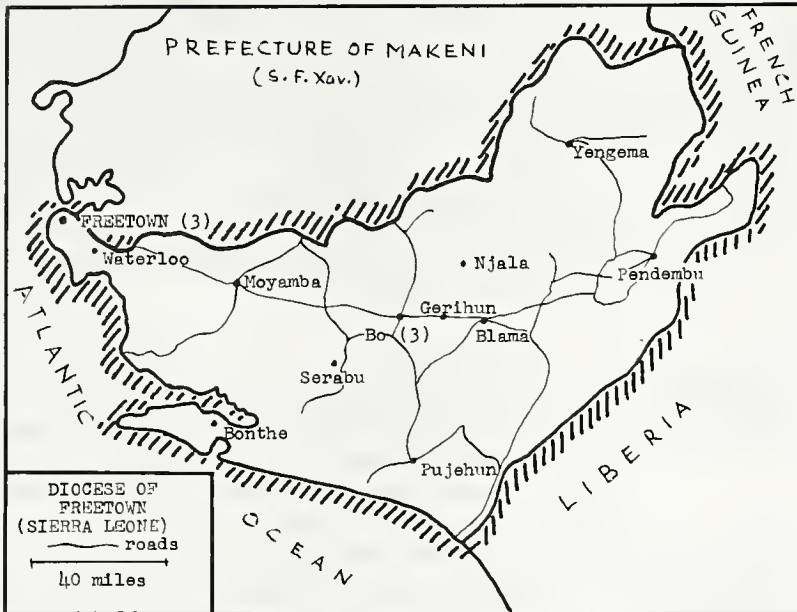 PREFECTURE OF MAKENI
(S. F. Xav.)
FRENCH
GUINEA
Yengema
FREETOWN (3)
Waterloo
Njala
Pendembu
Moyamba
Gerihun
Bo (3)
Blama
Serabu
ATLANTIC
Bonthe
Pujehun
LIBERIA
OCEAN
DIOCESE OF
FREETOWN
(SIERRA LEONE)
roads
40 miles